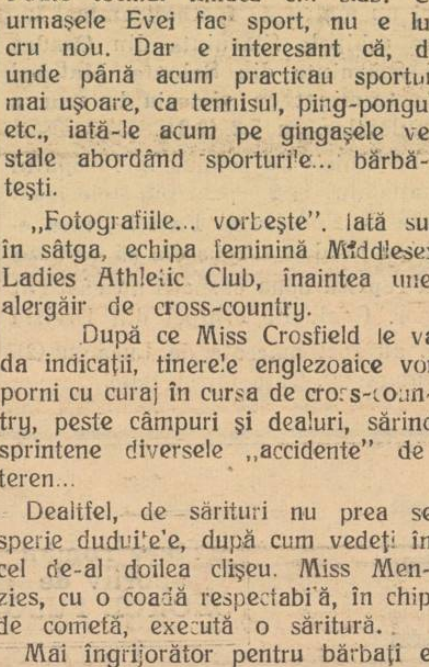 urmașele Evei fac sport, nu e lu
cru nou. Dar e interesant că, d
unde până acum practicau sportur
mai ușoare, ca tennisul, ping-pongu
etc., iată-le acum pe gingașele ve
stale abordând sporturile... bărbă-
tești.
„Fotografiile... vorbește”. Iată su
în sâtga, echipa feminină Middlesex
Ladies Athletic Club, înaintea une
alergăir de cross-country.
După ce Miss Crosfield le va
da indicații, tinerele englezoaice vor
porni cu curaj în cursa de cross-coun-
try, peste câmpuri și dealuri, sărind
sprintene diversele „accidente” de
teren...
Dealtfel, de sărituri nu prea se
sperie duduițele, după cum vedeți în
cel de-al doilea clișeu. Miss Men-
zies, cu o coadă respectabilă, în chip
de cometă, execută o săritură.
Mai îngrijorător pentru bărbați e